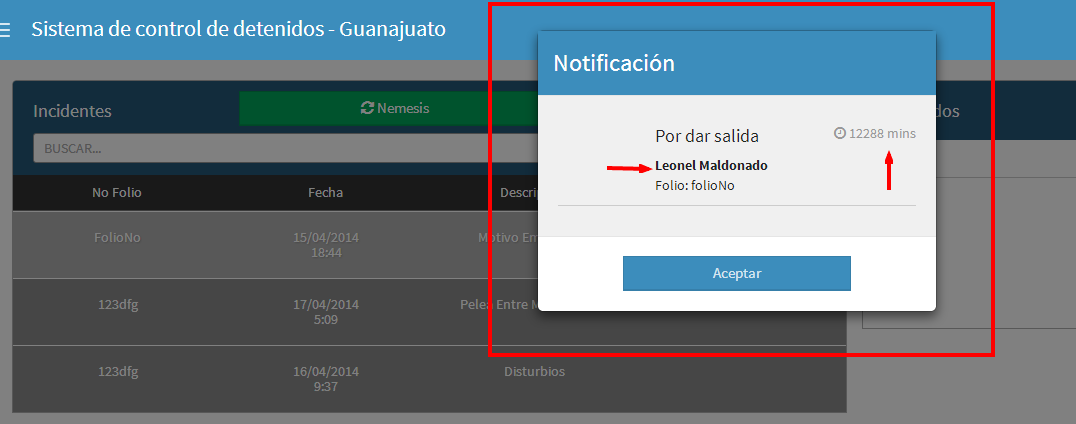 Sistema de control de detenidos - Guanajuato
Notificación
Incidentes
Nemesis
dos
BUSCAR...
Por dar salida
12288 mins
Leonel Maldonado
Folio: folioNo
No Folio
Fecha
Descrip
FolioNo
15/04/2014
18:44
Motivo Em
Aceptar
123dfg
17/04/2014
5:09
Pelea Entre M
123dfg
16/04/2014
9:37
Disturbios